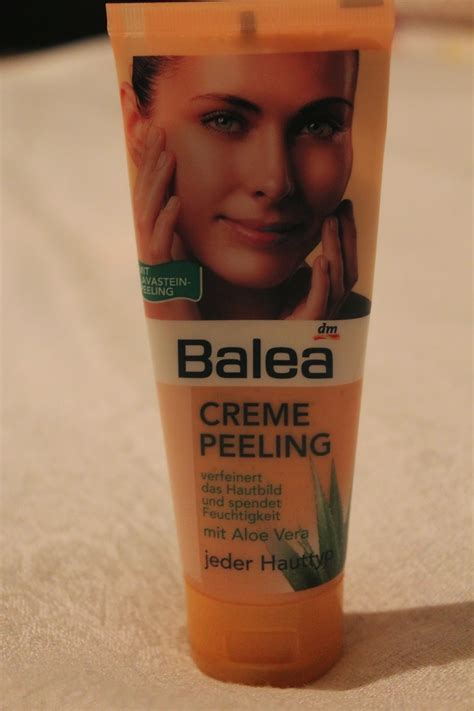 MIT
LAVASTEIN-
PEELING
dm
Balea
CREME
PEELING
verfeinert
das Hautbild
und spendet
Feuchtigkeit
mit Aloe Vera
jeder Hauttyp